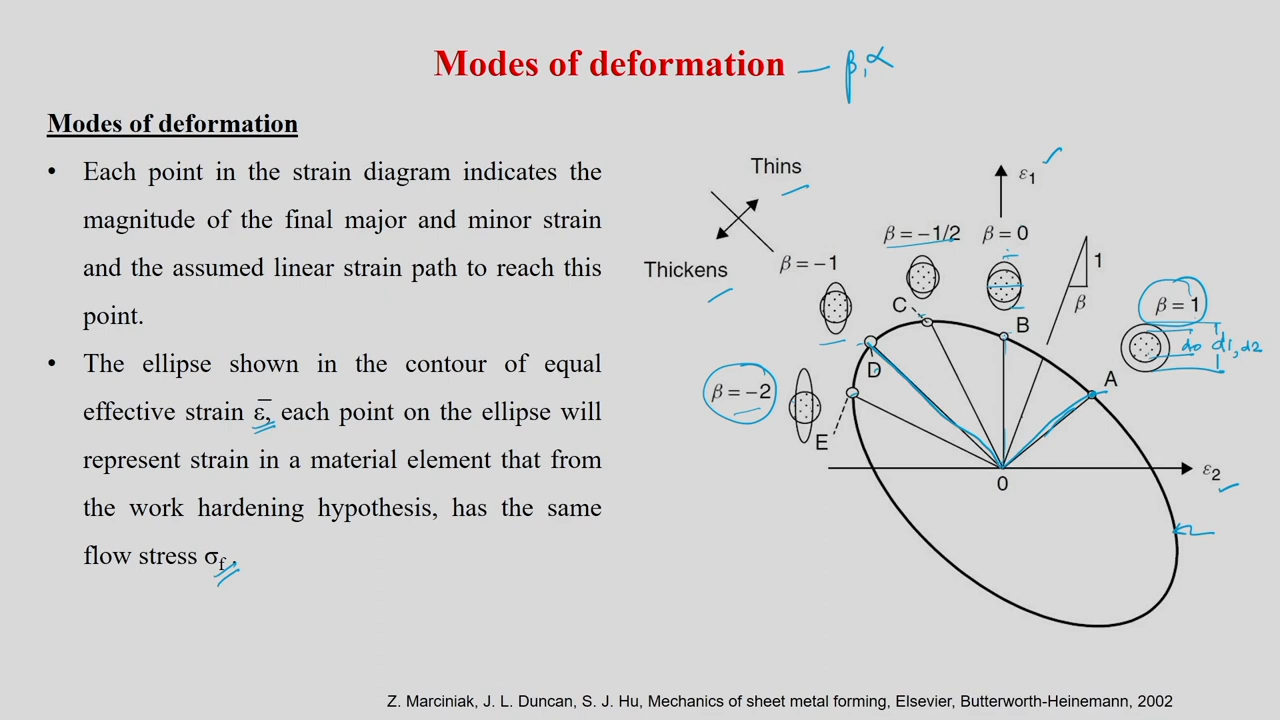 Modes of deformation – β, α
Modes of deformation
• Each point in the strain diagram indicates the
magnitude of the final major and minor strain
and the assumed linear strain path to reach this
point.
• The ellipse shown in the contour of equal
effective strain ε̅, each point on the ellipse will
represent strain in a material element that from
the work hardening hypothesis, has the same
flow stress σf .
Thins
Thickens
ε1
β = −1
β = −1/2
β = 0
1
β
β = 1
d0 d1, d2
β = −2
A
B
C
D
E
0
ε2
Z. Marciniak, J. L. Duncan, S. J. Hu, Mechanics of sheet metal forming, Elsevier, Butterworth-Heinemann, 2002